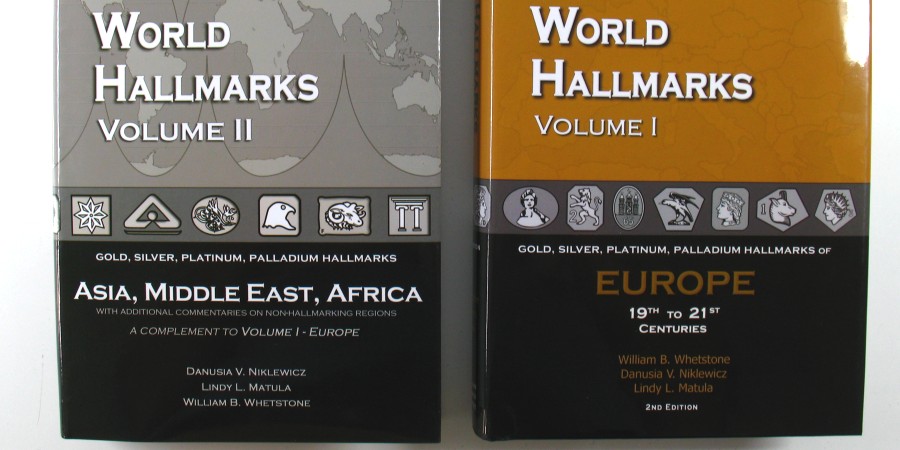 WORLD
HALLMARKS
VOLUME II
GOLD, SILVER, PLATINUM, PALLADIUM HALLMARKS
ASIA, MIDDLE EAST, AFRICA
WITH ADDITIONAL COMMENTARIES ON NON-HALLMARKING REGIONS
A COMPLEMENT TO VOLUME I - EUROPE
DANUSIA V. NIKLEWICZ
LINDY L. MATULA
WILLIAM B. WHETSTONE
WORLD
HALLMARKS
VOLUME I
GOLD, SILVER, PLATINUM, PALLADIUM HALLMARKS OF
EUROPE
19TH TO 21ST
CENTURIES
William B. Whetstone
Danusia V. Niklewicz
Lindy L. Matula
2ND EDITION